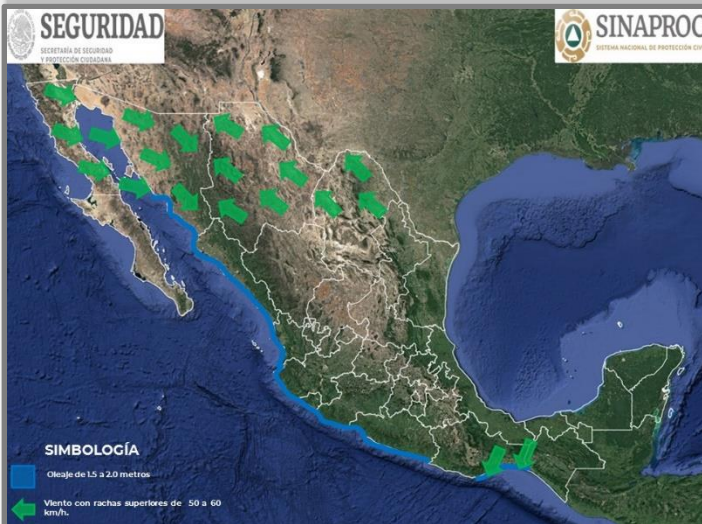 SEGURIDAD
SECRETARÍA DE SEGURIDAD
Y PROTECCIÓN CIUDADANA
SINAPROC
SISTEMA NACIONAL DE PROTECCIÓN CIV
SIMBOLOGÍA
Oleaje de 1.5 a 2.0 metros
Viento con rachas superiores de 50 a 60
km/h.